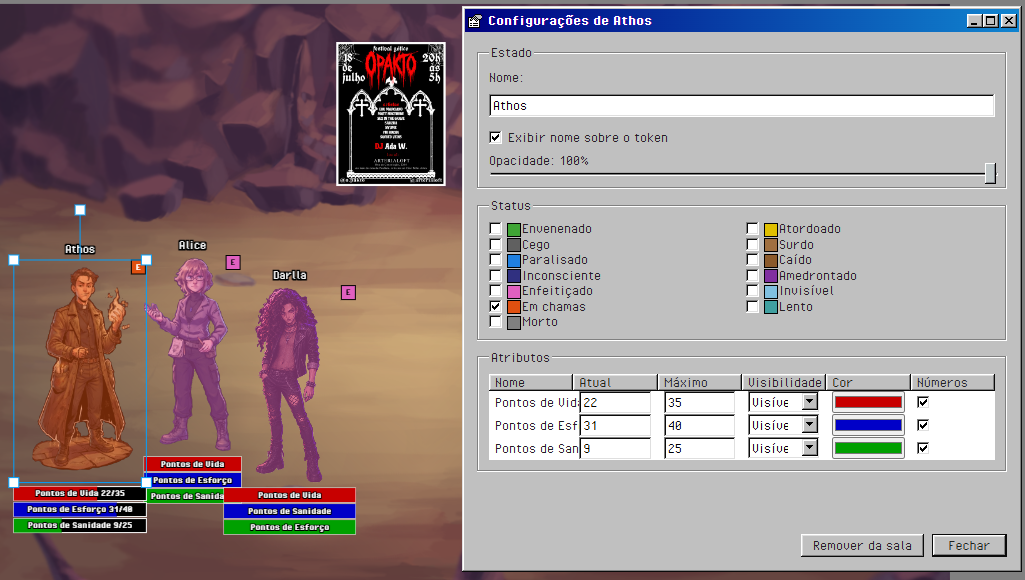 Configurações de Athos
Estado
Nome:
Athos
Exibir nome sobre o token
Opacidade: 100%
Status
Envenenado
Atordoado
Cego
Surdo
Paralisado
Caído
Inconsciente
Amedrontado
Enfeitiçado
Invisível
Em chamas
Lento
Morto
Atributos
Nome Atual Máximo Visibilidade Cor Números
Pontos de Vida 22 35 Visíve
Pontos de Esf 31 40 Visíve
Pontos de San 9 25 Visíve
Remover da sala
Fechar
festival gótico
18 de julho
OPAKTO
20h às 5h
DJ Ada W.
ARTERIALOFT
Athos
E
Alice
E
Darlla
E
Pontos de Vida 22/35
Pontos de Esforço 31/40
Pontos de Sanidade 9/25
Pontos de Vida
Pontos de Esforço
Pontos de Sanida
Pontos de Vida
Pontos de Sanidade
Pontos de Esforço